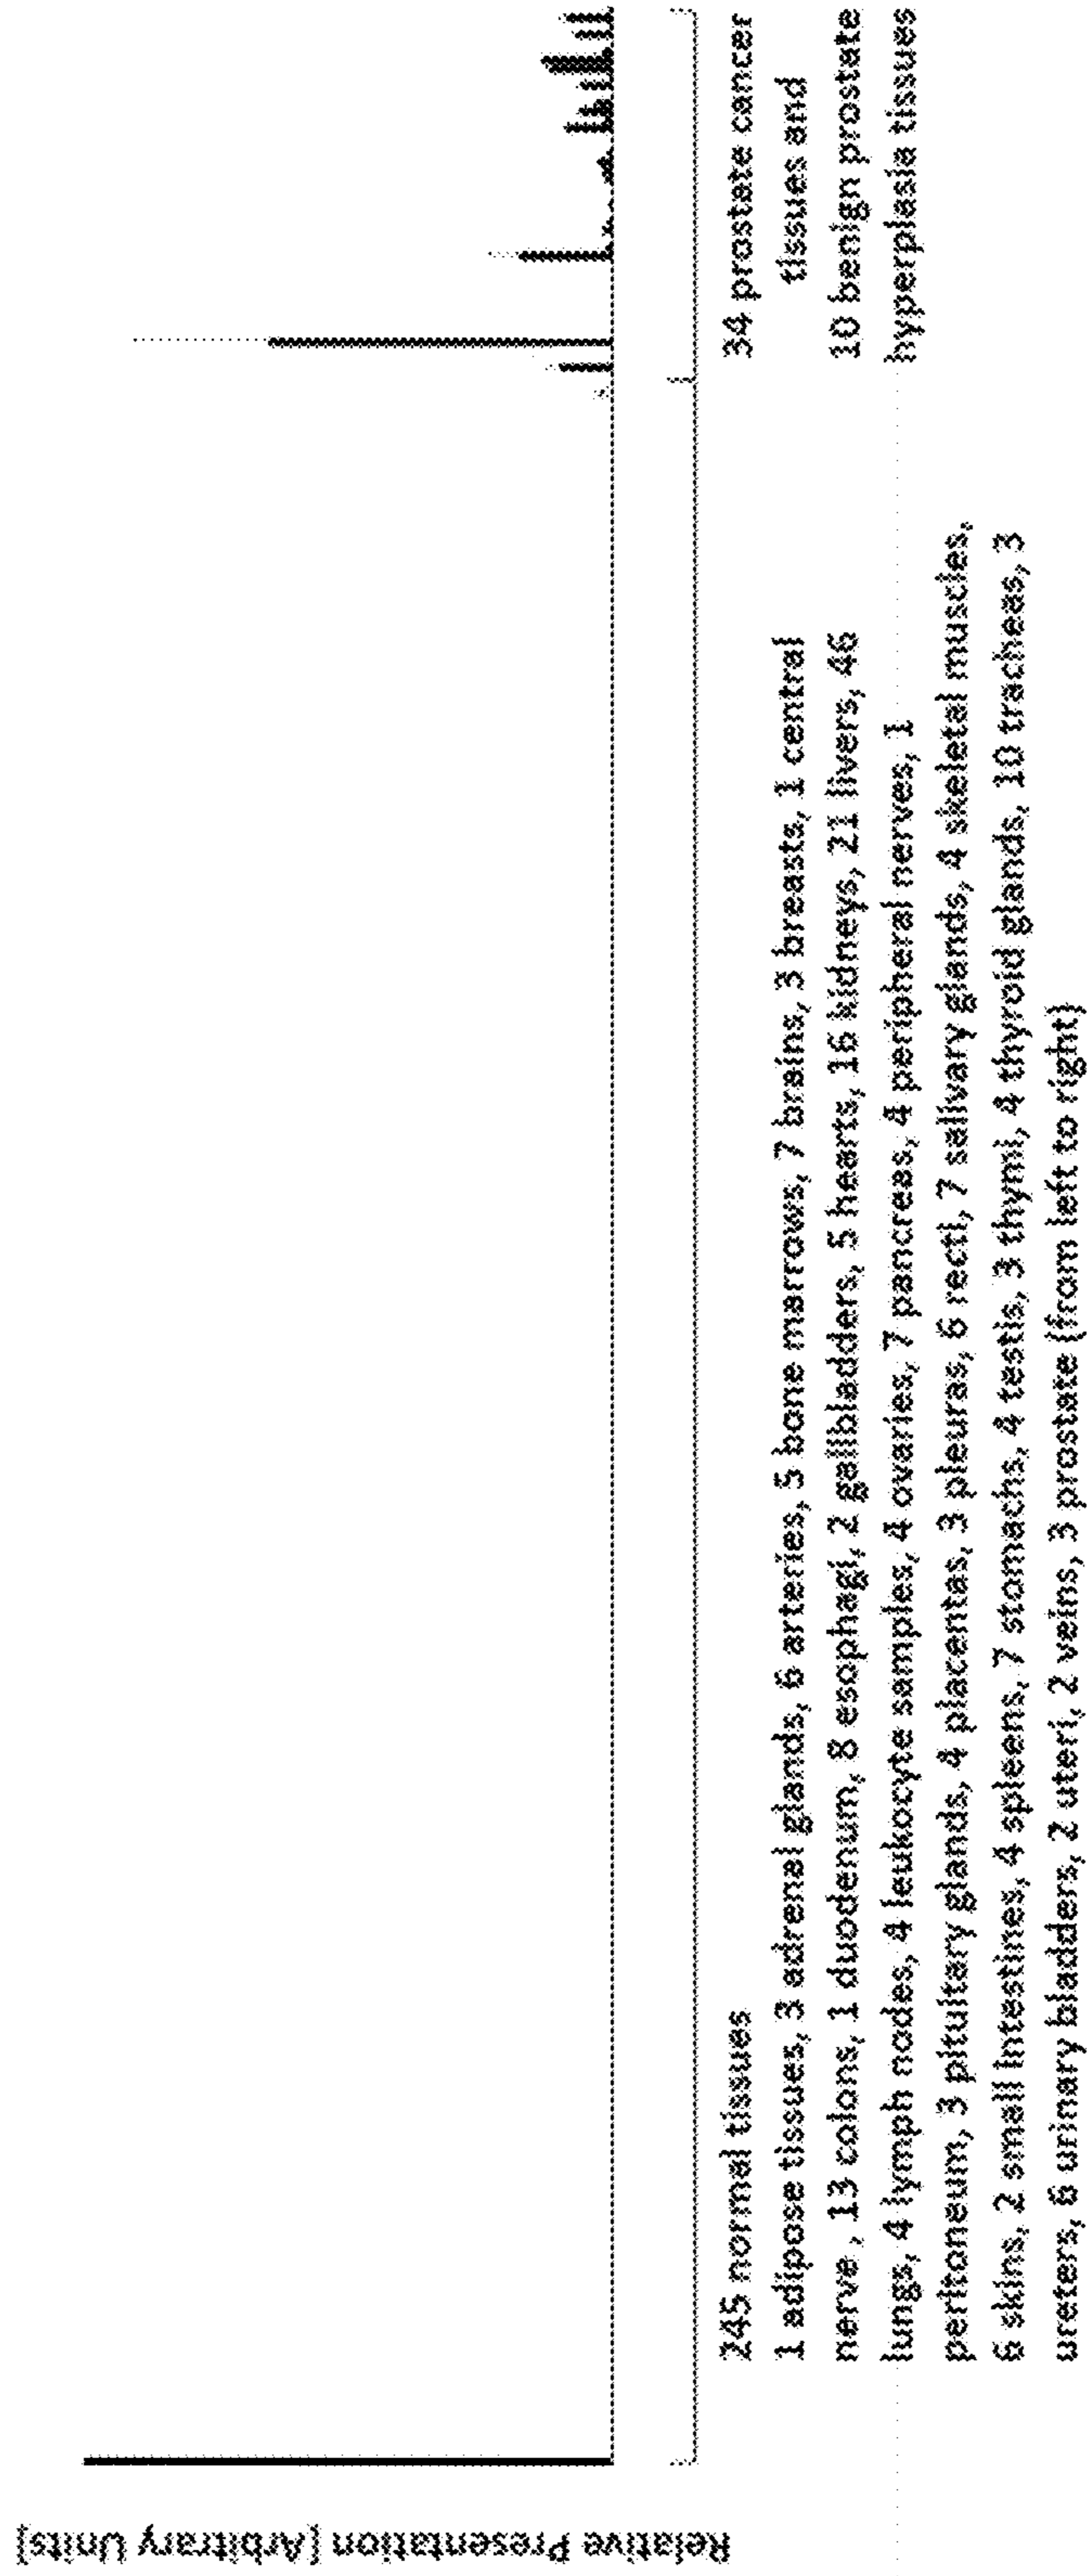 Relative Presentation [Arbitrary Units]
245 normal tissues
1 adipose tissues, 3 adrenal glands, 6 arteries, 5 bone marrows, 7 brains, 3 breasts, 1 central
nerve , 13 colons, 1 duodenum, 8 esophagi, 2 gallbladders, 5 hearts, 16 kidneys, 21 livers, 46
lungs, 4 lymph nodes, 4 leukocyte samples, 4 ovaries, 7 pancreas, 4 peripheral nerves, 1
peritoneum, 3 pituitary glands, 4 placentas, 3 pleuras, 6 recti, 7 salivary glands, 4 skeletal muscles,
6 skins, 2 small intestines, 4 spleens, 7 stomachs, 4 testis, 3 thymi, 4 thyroid glands, 10 tracheas, 3
ureters, 6 urinary bladders, 2 uteri, 2 veins, 3 prostate (from left to right)
34 prostate cancer
tissues and
10 benign prostate
hyperplasia tissues